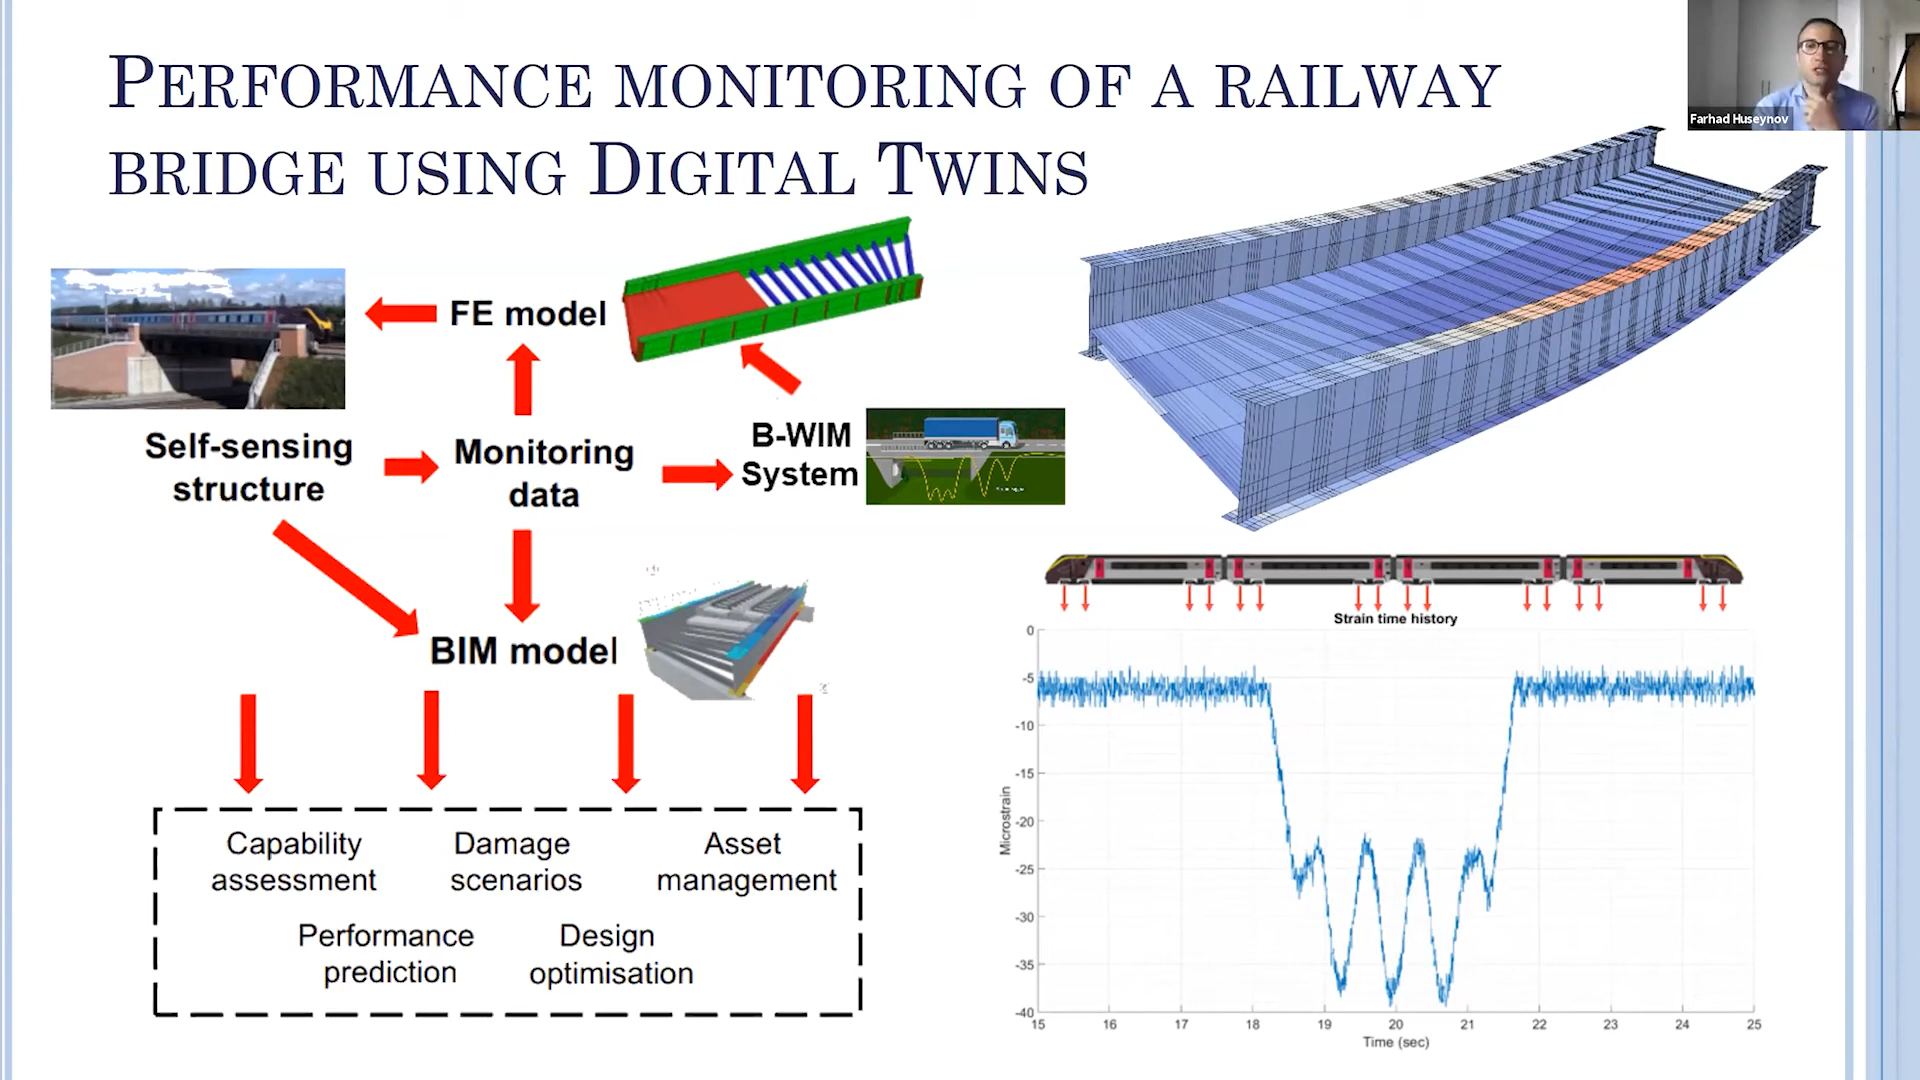 PERFORMANCE MONITORING OF A RAILWAY
BRIDGE USING DIGITAL TWINS
Farhad Huseynov
FE model
Self-sensing
structure
Monitoring
data
B-WIM
System
BIM model
Capability
assessment
Damage
scenarios
Asset
management
Performance
prediction
Design
optimisation
Strain time history
0
-5
-10
-15
-20
-25
-30
-35
-40
Microstrain
15 16 17 18 19 20 21 22 23 24 25
Time (sec)